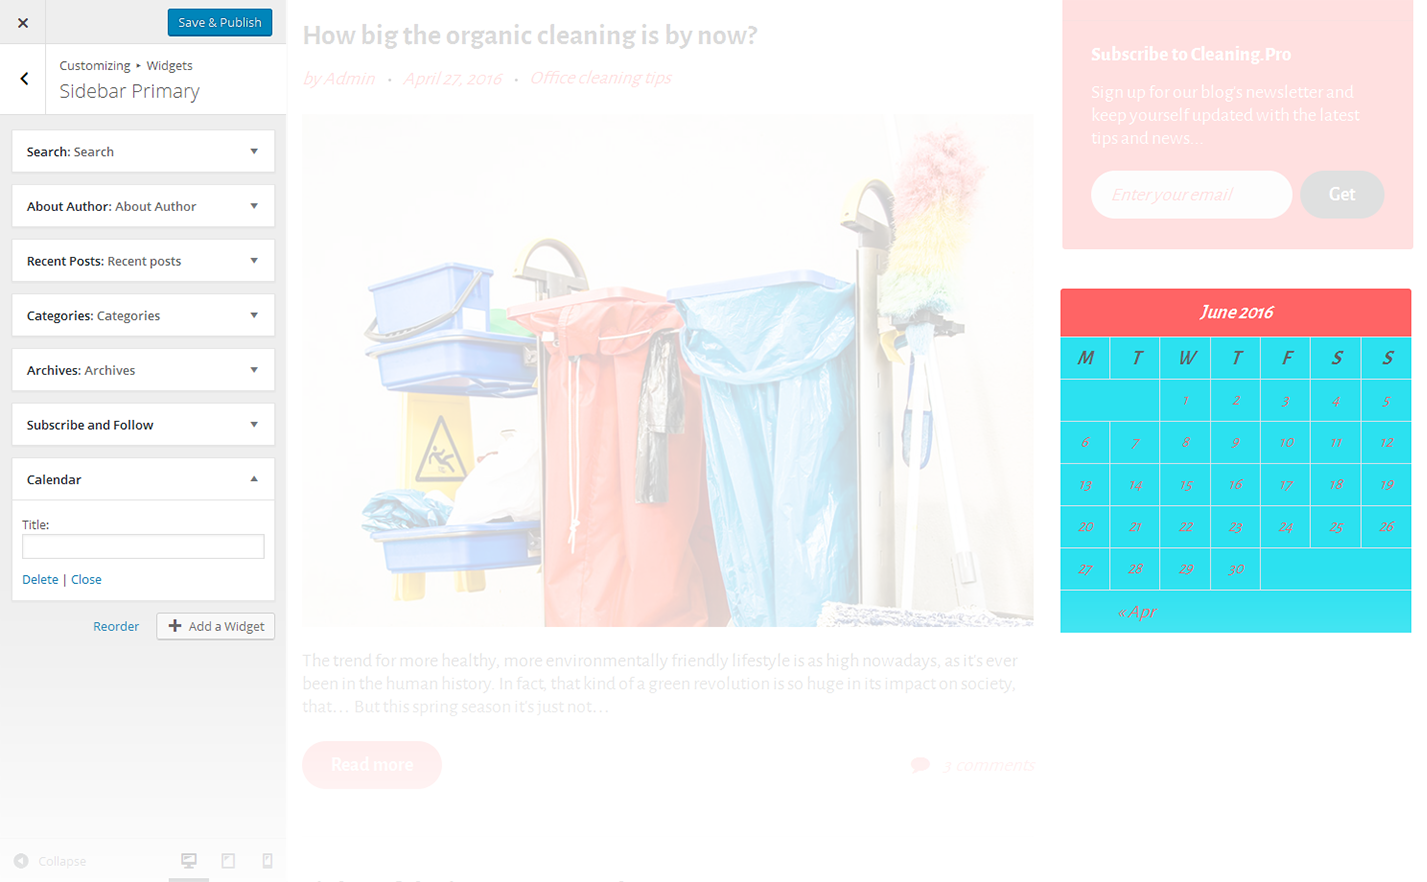 Save & Publish
Customizing ▸ Widgets
Sidebar Primary
Search: Search
About Author: About Author
Recent Posts: Recent posts
Categories: Categories
Archives: Archives
Subscribe and Follow
Calendar
Title:
Delete | Close
Reorder
Add a Widget
Collapse
How big the organic cleaning is by now?
by Admin • April 27, 2016 • Office cleaning tips
The trend for more healthy, more environmentally friendly lifestyle is as high nowadays, as it's ever
been in the human history. In fact, that kind of a green revolution is so huge in its impact on society,
that… But this spring season it's just not…
Read more
3 comments
Subscribe to Cleaning.Pro
Sign up for our blog's newsletter and
keep yourself updated with the latest
tips and news...
Enter your email
Get
June 2016
M T W T F S S
1 2 3 4 5
6 7 8 9 10 11 12
13 14 15 16 17 18 19
20 21 22 23 24 25 26
27 28 29 30
« Apr